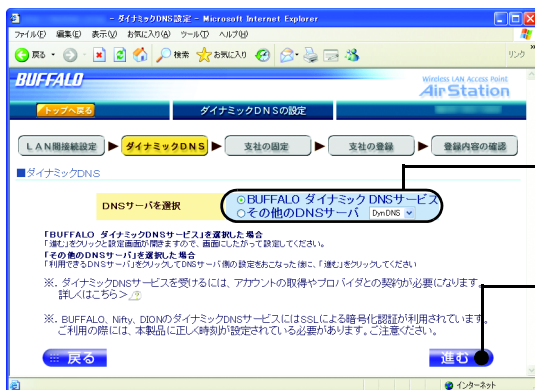 - ダイナミックDNS設定 - Microsoft Internet Explorer
ファイル(F) 編集(E) 表示(V) お気に入り(A) ツール(T) ヘルプ(H)
戻る 検索 お気に入り リンク »
BUFFALO
Wireless LAN Access Point
AirStation
トップへ戻る ダイナミックDNSの設定
LAN間接続設定 ダイナミックDNS 支社の固定 支社の登録 登録内容の確認
■ダイナミックDNS
DNSサーバを選択
BUFFALO ダイナミック DNSサービス
その他のDNSサーバ DynDNS
「BUFFALO ダイナミックDNSサービス」を選択した場合
「進む」をクリックと設定画面が開きますので、画面にしたがって設定してください。
「その他のDNSサーバ」を選択した場合
「利用できるDNSサーバ」をクリックしてDNSサーバ側の設定をおこなった後に、「進む」をクリックしてください
※. ダイナミックDNSサービスを受けるには、アカウントの取得やプロバイダとの契約が必要になります。
詳しくはこちら>
※. BUFFALO、Nifty、DIONのダイナミックDNSサービスにはSSLによる暗号化認証が利用されています。
ご利用の際には、本製品に正しく時刻が設定されている必要があります。ご注意ください。
戻る 進む
インターネット